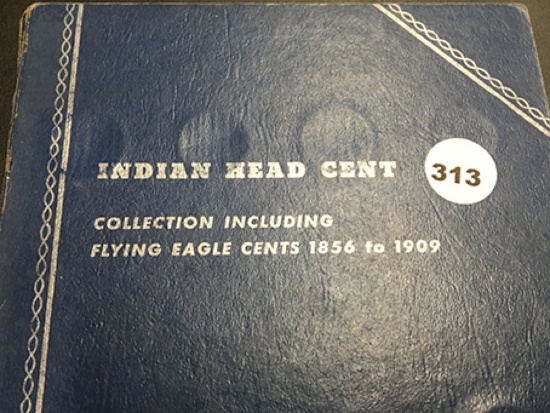 INDIAN HEAD CENT
313
COLLECTION INCLUDING
FLYING EAGLE CENTS 1856 to 1909